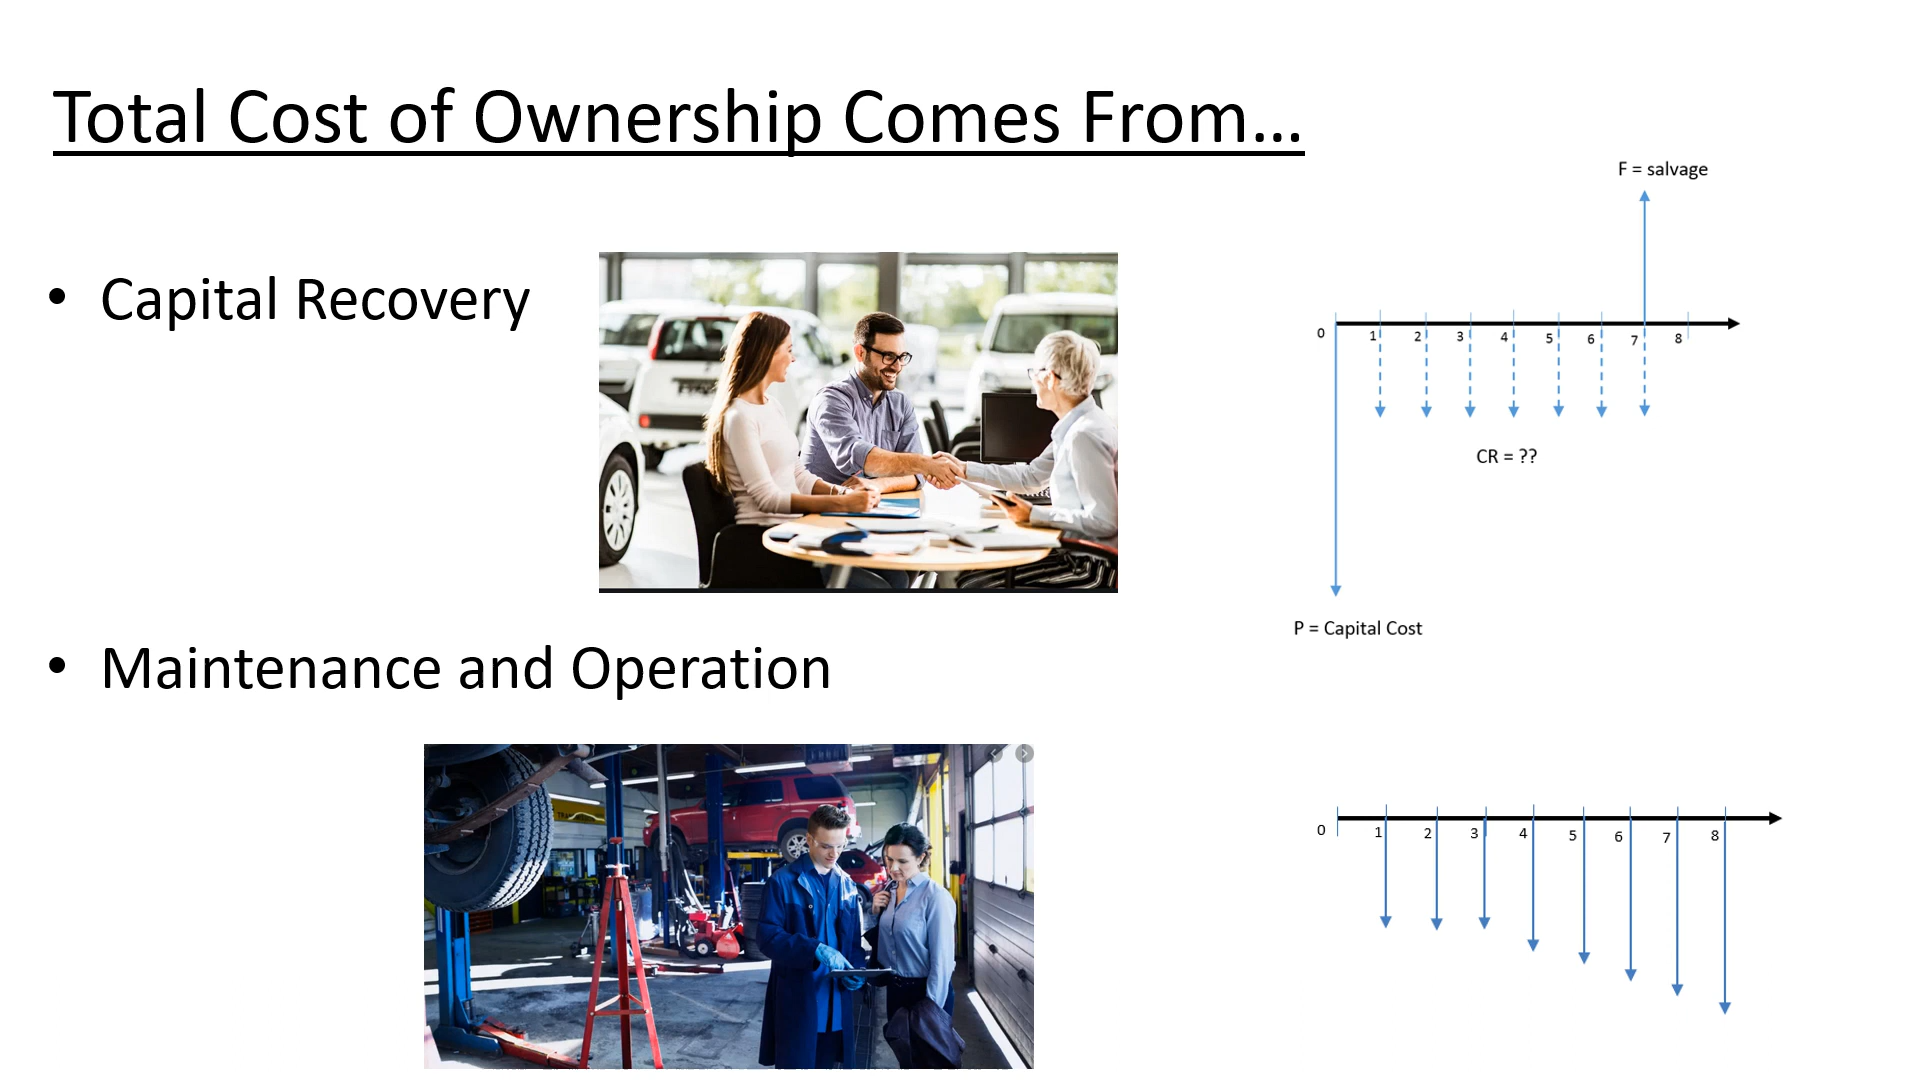 Total Cost of Ownership Comes From…
• Capital Recovery
F = salvage
0 1 2 3 4 5 6 7 8
CR = ??
P = Capital Cost
• Maintenance and Operation
0 1 2 3 4 5 6 7 8